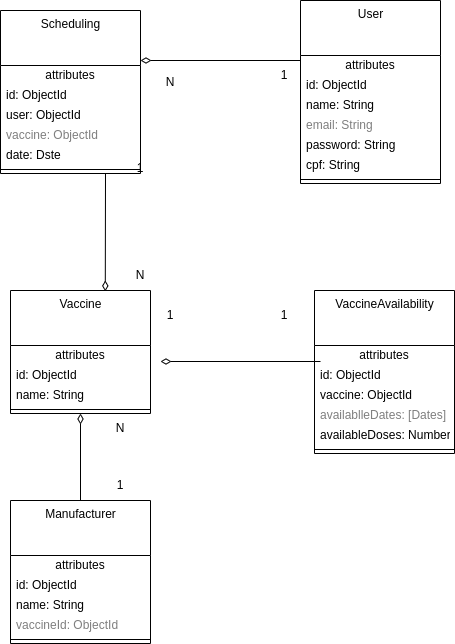 Scheduling
attributes
id: ObjectId
user: ObjectId
vaccine: ObjectId
date: Dste
User
attributes
id: ObjectId
name: String
email: String
password: String
cpf: String
N
1
1
N
Vaccine
attributes
id: ObjectId
name: String
1
1
VaccineAvailability
attributes
id: ObjectId
vaccine: ObjectId
availablleDates: [Dates]
availableDoses: Number
N
1
Manufacturer
attributes
id: ObjectId
name: String
vaccineId: ObjectId